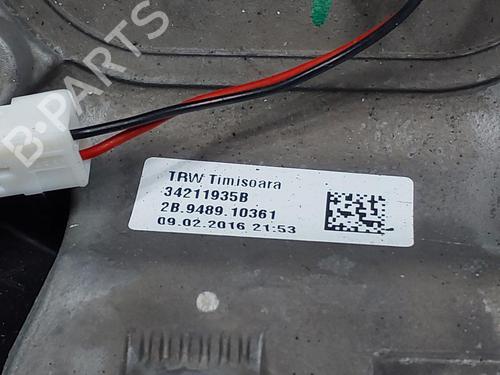 B-PARTS
TRW Timisoara
34211935B
2B.9489.10361
09.02.2016 21:53